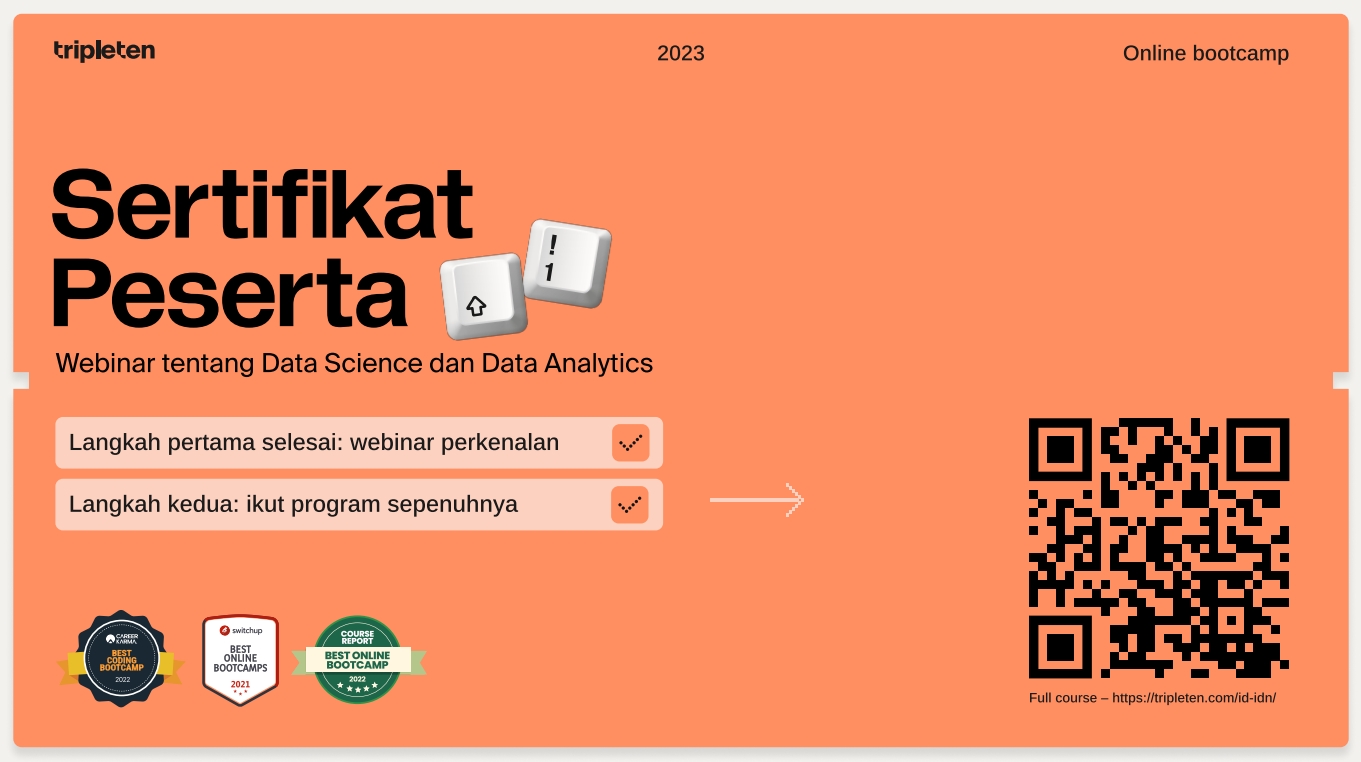 tripleten
2023
Online bootcamp
Sertifikat
Peserta
!
1
Webinar tentang Data Science dan Data Analytics
Langkah pertama selesai: webinar perkenalan
Langkah kedua: ikut program sepenuhnya
CAREER
KARMA
BEST
CODING
BOOTCAMP
2022
switchup
BEST
ONLINE
BOOTCAMPS
2021
COURSE
REPORT
BEST ONLINE
BOOTCAMP
2022
Full course – https://tripleten.com/id-idn/